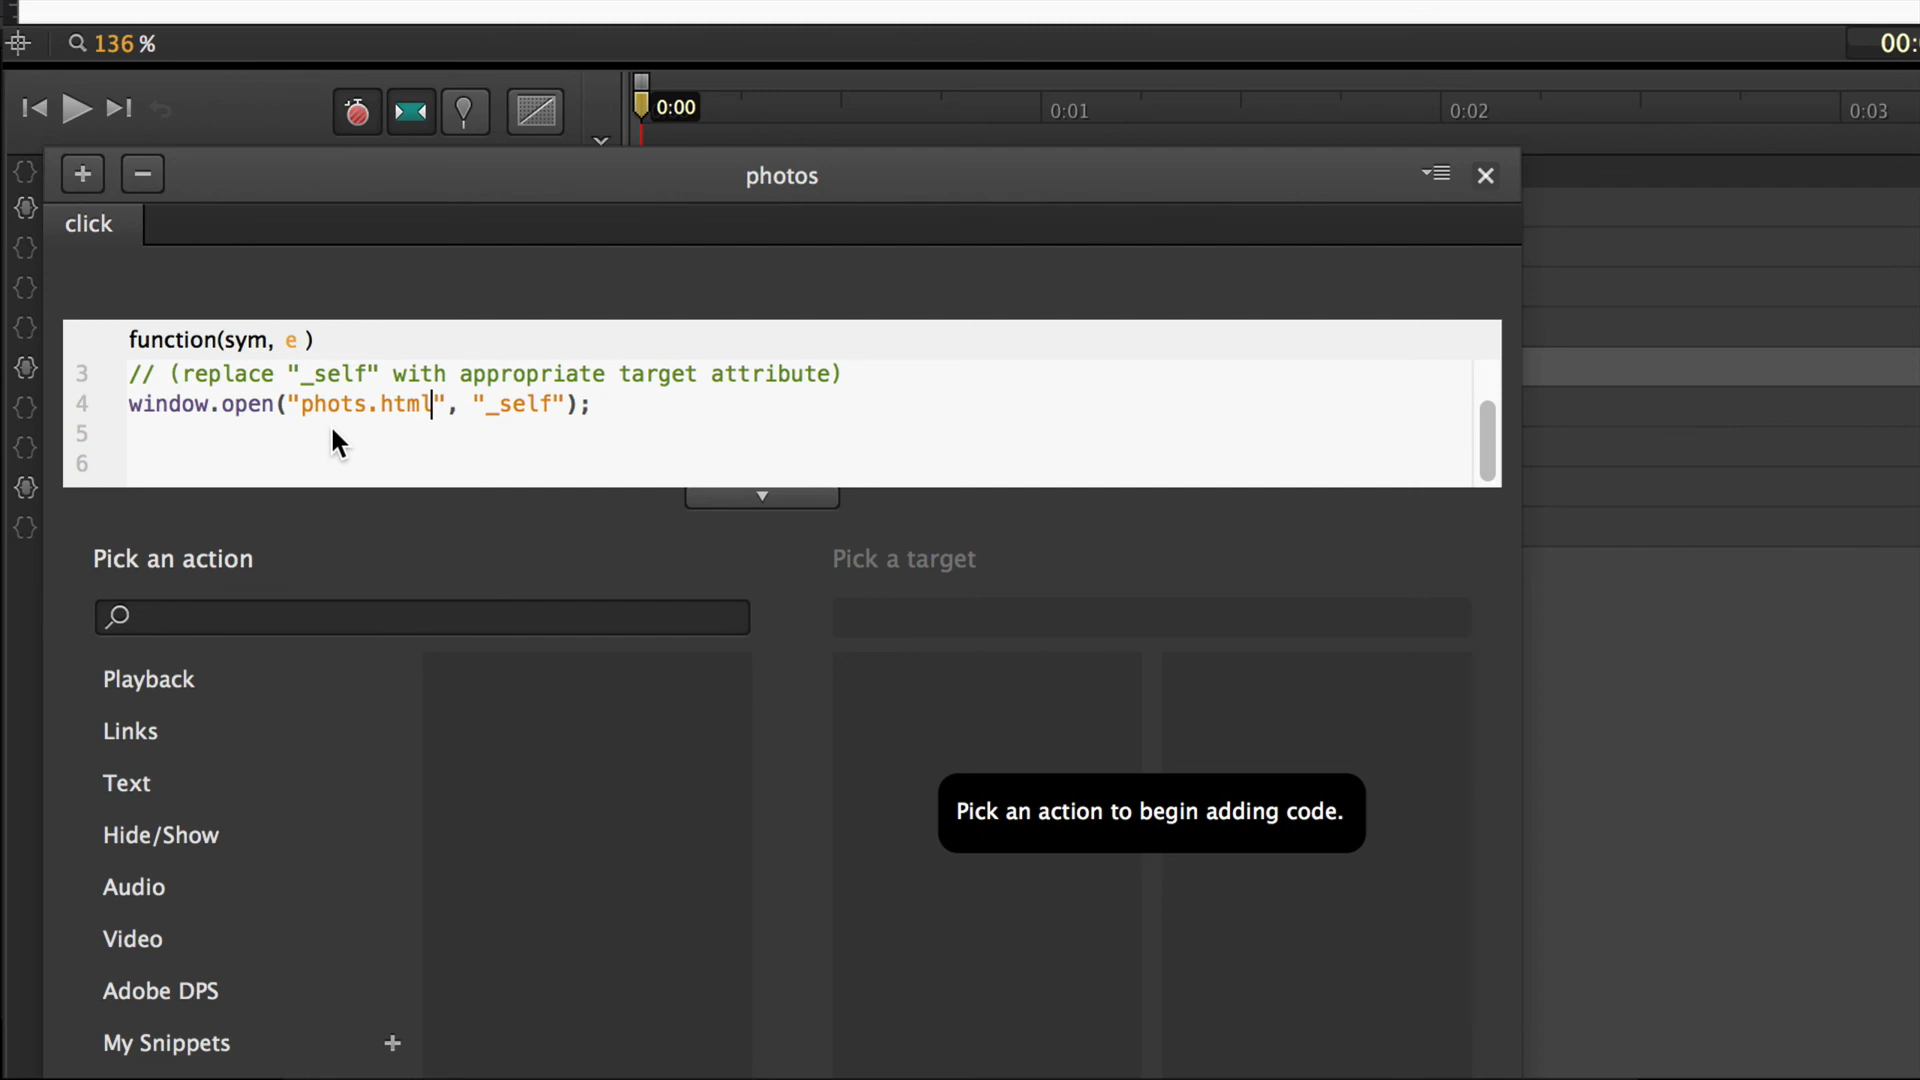 136 %
00:
0:00
0:01
0:02
0:03
+
−
photos
click
function(sym, e )
3 // (replace "_self" with appropriate target attribute)
4 window.open("phots.html", "_self");
5
6
Pick an action
Pick a target
Playback
Links
Text
Pick an action to begin adding code.
Hide/Show
Audio
Video
Adobe DPS
My Snippets +